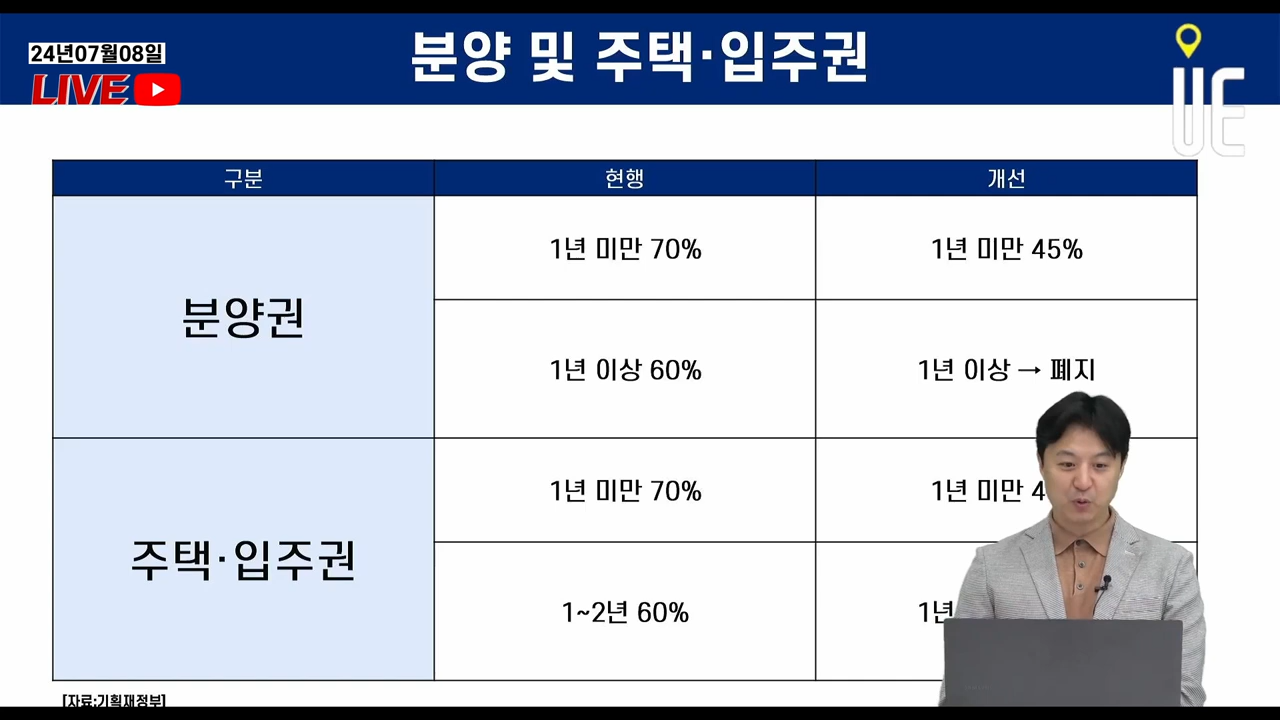 24년07월08일
LIVE
분양 및 주택·입주권
UE
구분 현행 개선
분양권
1년 미만 70% 1년 미만 45%
1년 이상 60% 1년 이상 → 폐지
주택·입주권
1년 미만 70% 1년 미만 4
1~2년 60% 1년
[자료:기획재정부]